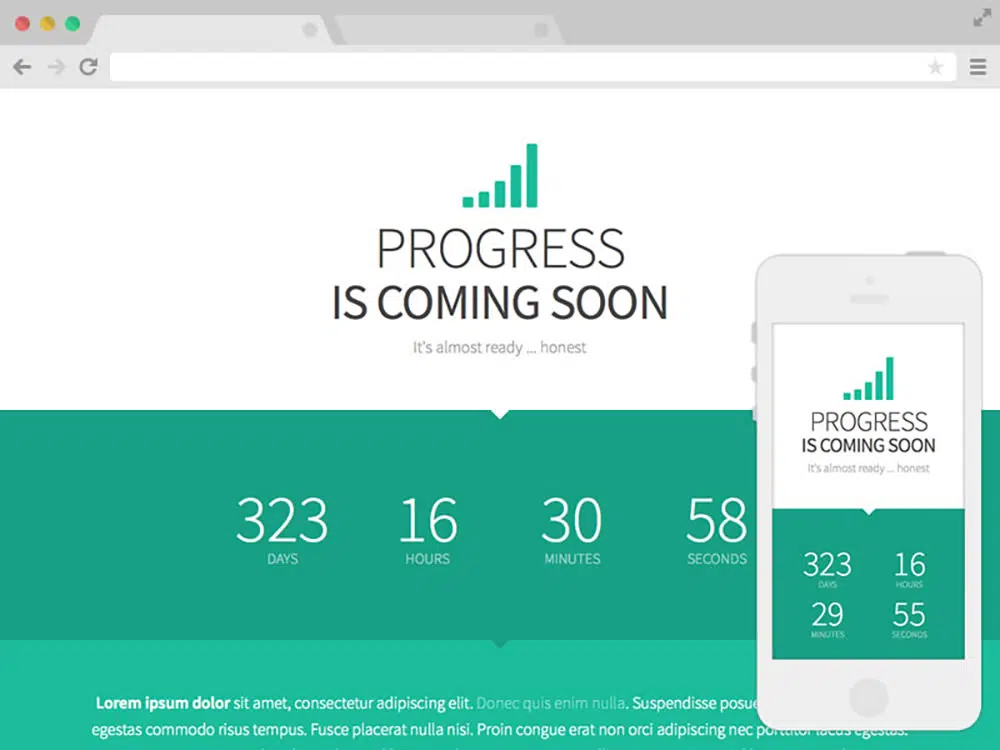 PROGRESS
IS COMING SOON
It's almost ready ... honest
323 16 30 58
DAYS HOURS MINUTES SECONDS
Lorem ipsum dolor sit amet, consectetur adipiscing elit. Donec quis enim nulla. Suspendisse posue
egestas commodo risus tempus. Fusce placerat nulla nisi. Proin congue erat non orci adipiscing nec porttitor lacus egestas.
PROGRESS
IS COMING SOON
It's almost ready ... honest
323 16
DAYS HOURS
29 55
MINUTES SECONDS